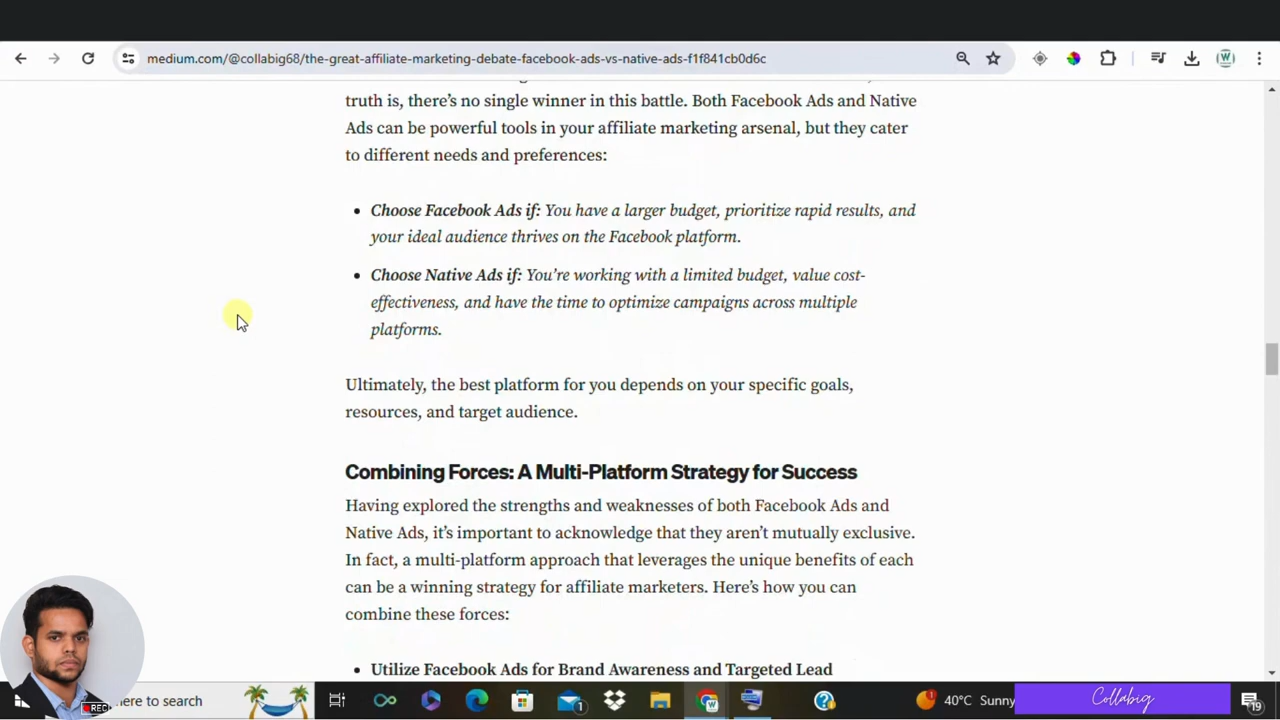 medium.com/@collabig68/the-great-affiliate-marketing-debate-facebook-ads-vs-native-ads-f1f841cb0d6c
truth is, there’s no single winner in this battle. Both Facebook Ads and Native
Ads can be powerful tools in your affiliate marketing arsenal, but they cater
to different needs and preferences:
• Choose Facebook Ads if: You have a larger budget, prioritize rapid results, and
your ideal audience thrives on the Facebook platform.
• Choose Native Ads if: You’re working with a limited budget, value cost-
effectiveness, and have the time to optimize campaigns across multiple
platforms.
Ultimately, the best platform for you depends on your specific goals,
resources, and target audience.
Combining Forces: A Multi-Platform Strategy for Success
Having explored the strengths and weaknesses of both Facebook Ads and
Native Ads, it’s important to acknowledge that they aren’t mutually exclusive.
In fact, a multi-platform approach that leverages the unique benefits of each
can be a winning strategy for affiliate marketers. Here’s how you can
combine these forces:
• Utilize Facebook Ads for Brand Awareness and Targeted Lead
REC
here to search
1
1
40°C Sunny
Collabig
19